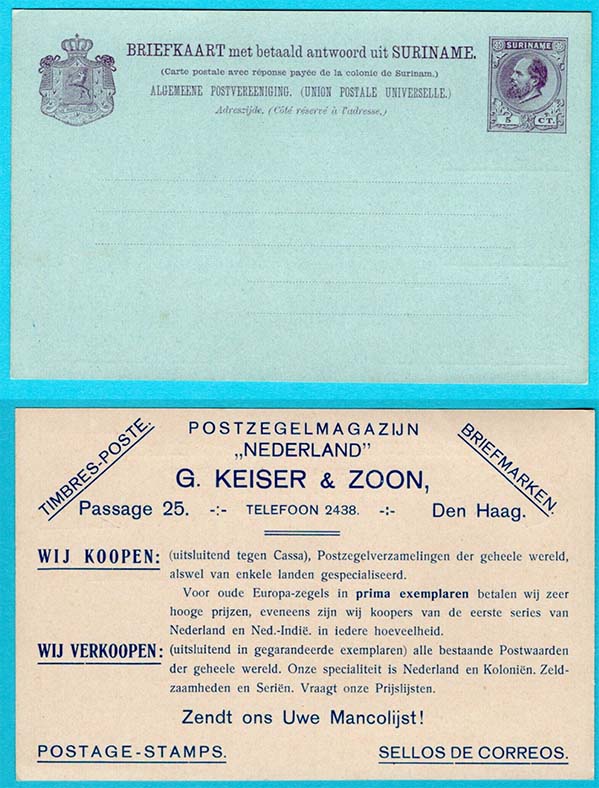 BRIEFKAART met betaald antwoord uit SURINAME.
(Carte postale avec réponse payée de la colonie de Surinam.)
ALGEMEENE POSTVEREENIGING. (UNION POSTALE UNIVERSELLE.)
Adreszijde. (Côté réservé à l'adresse.)
SURINAME
5 CT.
TIMBRES-POSTE.
POSTZEGELMAGAZIJN
„NEDERLAND"
BRIEFMARKEN.
G. KEISER & ZOON,
Passage 25. -:- TELEFOON 2438. -:- Den Haag.
WIJ KOOPEN: (uitsluitend tegen Cassa), Postzegelverzamelingen der geheele wereld,
alswel van enkele landen gespecialiseerd.
Voor oude Europa-zegels in prima exemplaren betalen wij zeer
hooge prijzen, eveneens zijn wij koopers van de eerste series van
Nederland en Ned.-Indië. in iedere hoeveelheid.
WIJ VERKOOPEN: (uitsluitend in gegarandeerde exemplaren) alle bestaande Postwaarden
der geheele wereld. Onze specialiteit is Nederland en Koloniën. Zeld-
zaamheden en Seriën. Vraagt onze Prijslijsten.
Zendt ons Uwe Mancolijst!
POSTAGE-STAMPS. SELLOS DE CORREOS.